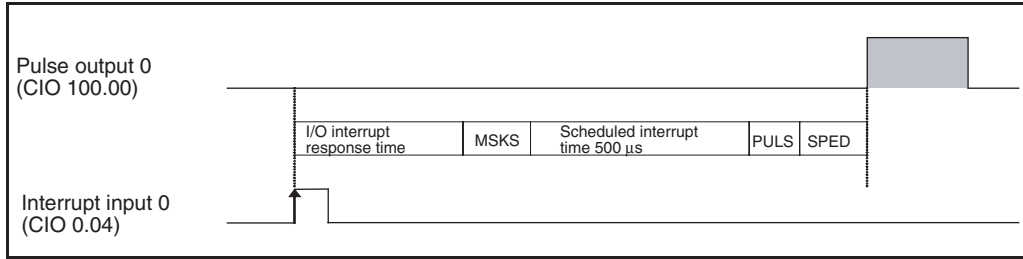 Pulse output 0
(CIO 100.00)
I/O interrupt
response time
MSKS
Scheduled interrupt
time 500 μs
PULS
SPED
Interrupt input 0
(CIO 0.04)